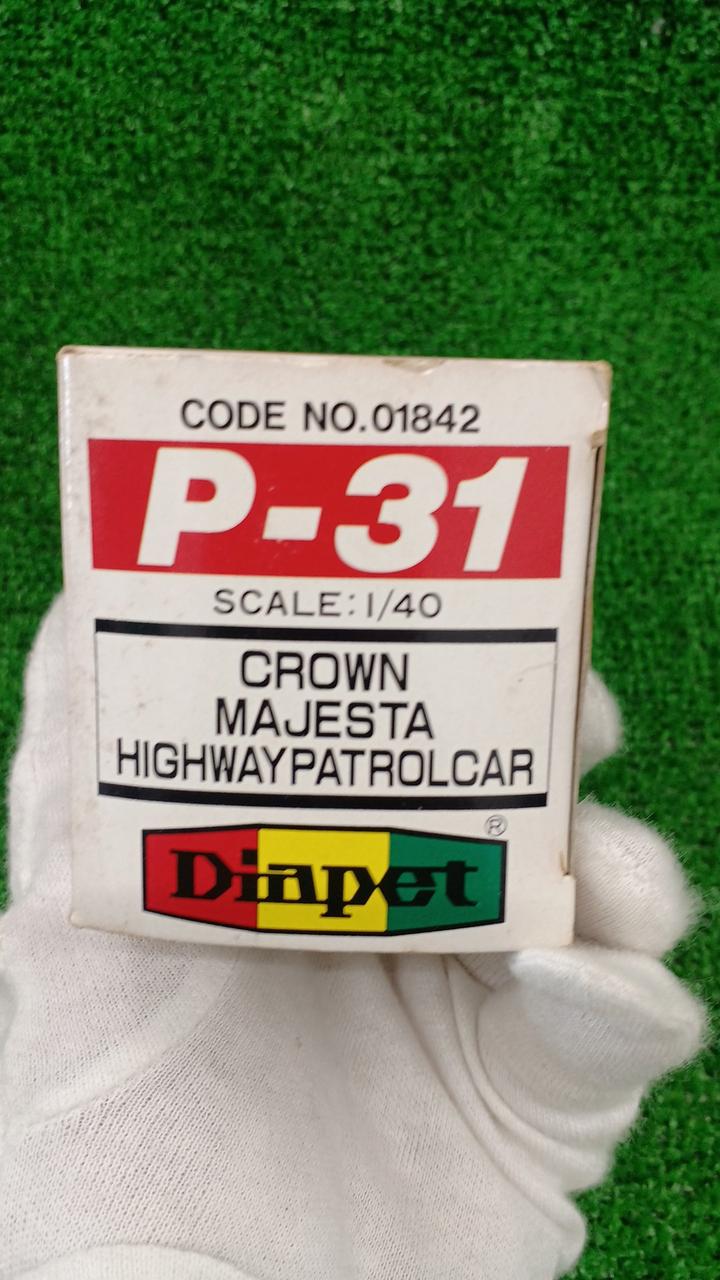 CODE NO.01842
P-31
SCALE:1/40
CROWN
MAJESTA
HIGHWAYPATROLCAR
®
Diapet